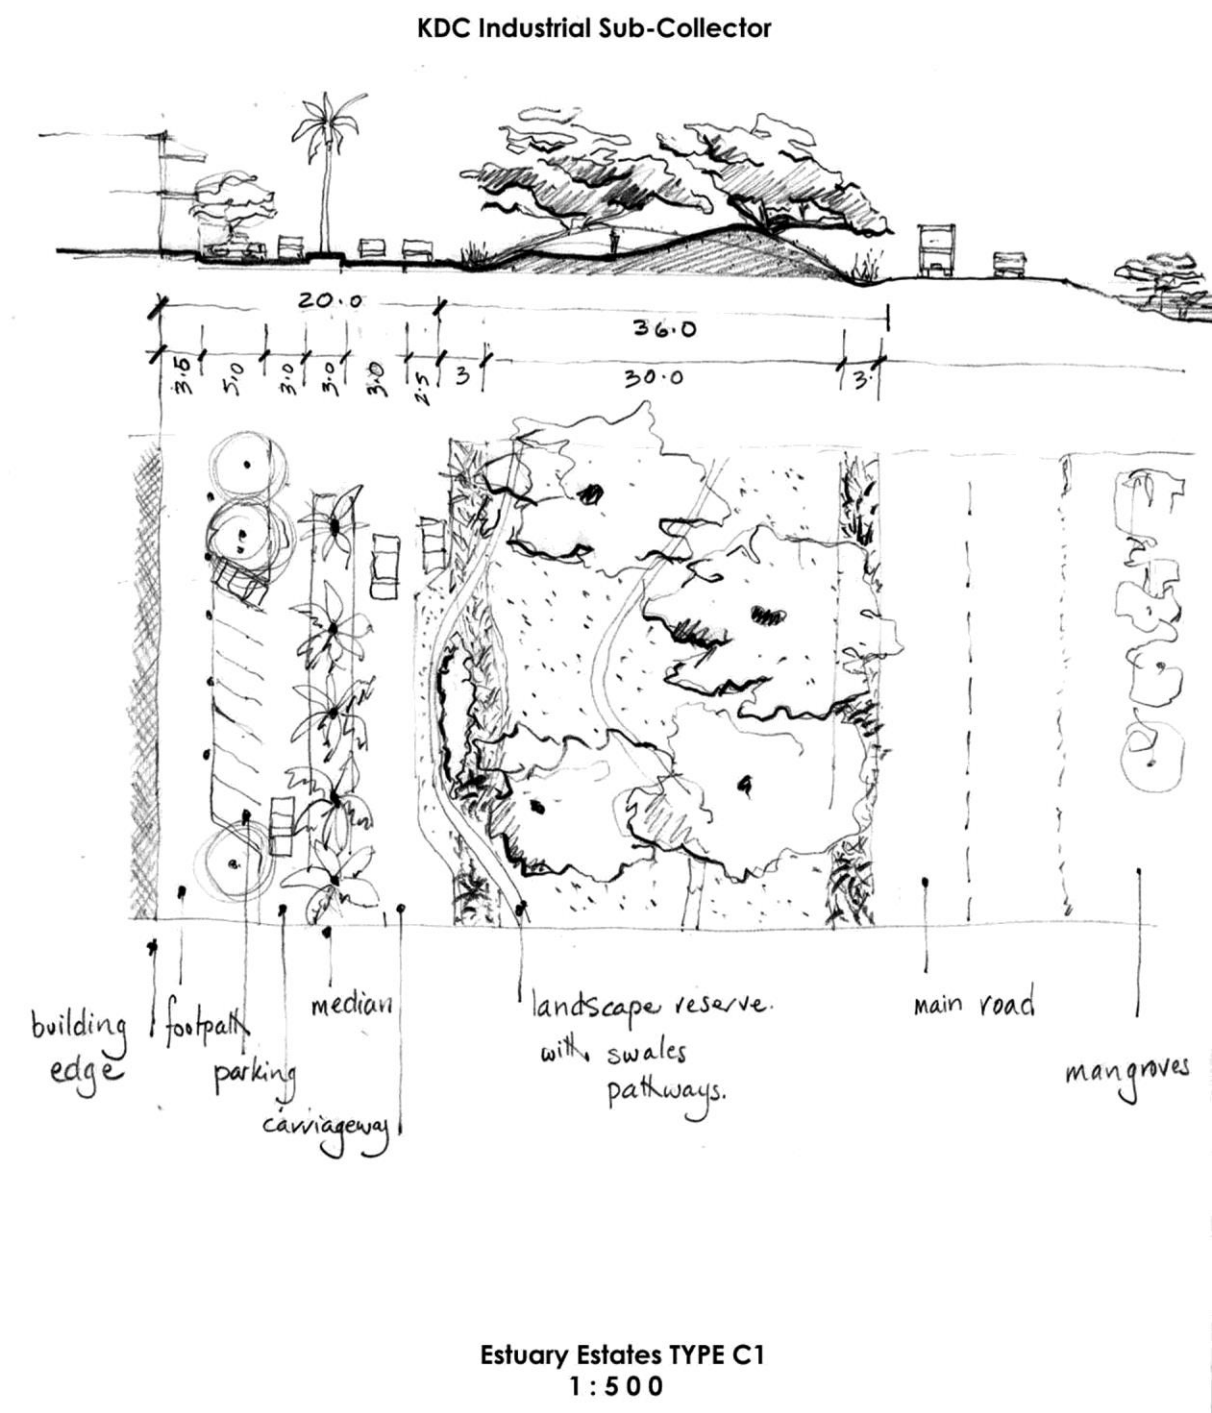 KDC Industrial Sub-Collector
20.0
36.0
3.5 5.0 3.0 3.0 3.0 2.5 3 30.0 3.
building edge
footpath
parking
carriageway
median
landscape reserve.
with swales
pathways.
main road
mangroves
Estuary Estates TYPE C1
1:500